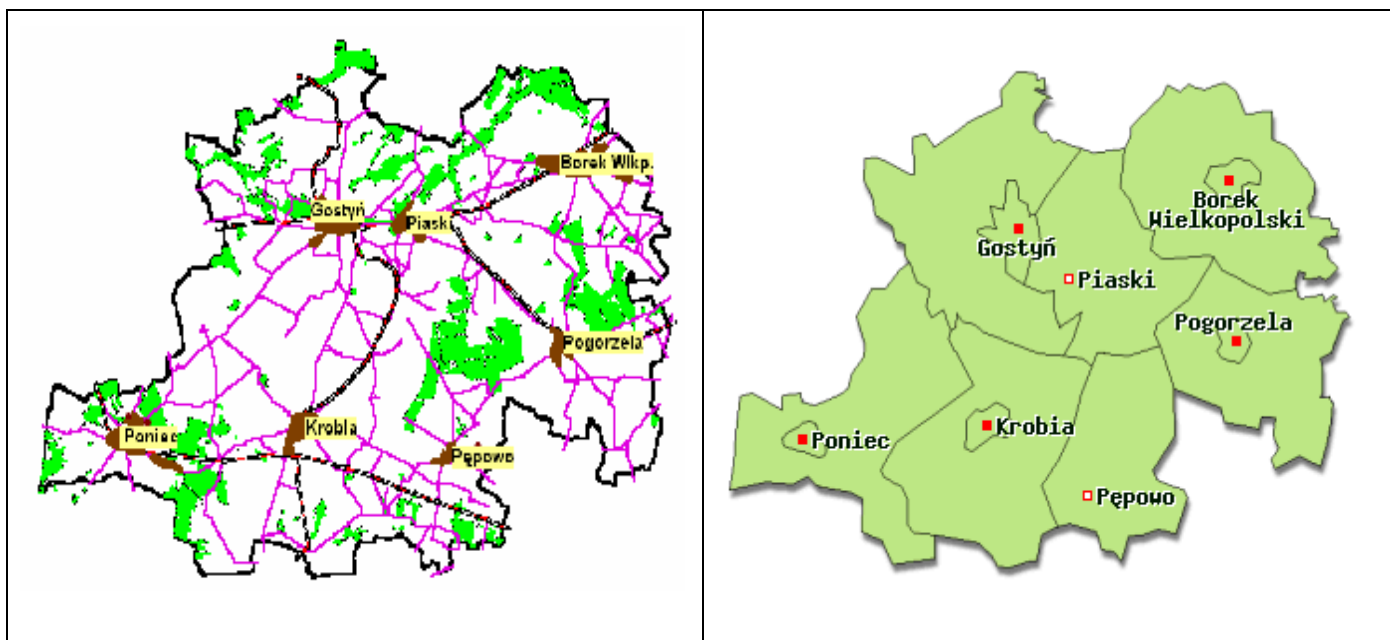 Borek Wlkp.
Gostyń
Piaski
Pogorzela
Krobia
Poniec
Pępowo
Borek
Wielkopolski
Gostyń
Piaski
Pogorzela
Krobia
Poniec
Pępowo